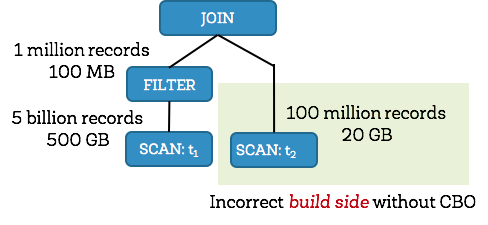 JOIN
1 million records
100 MB
FILTER
5 billion records
500 GB
SCAN: t1
100 million records
20 GB
SCAN: t2
Incorrect build side without CBO